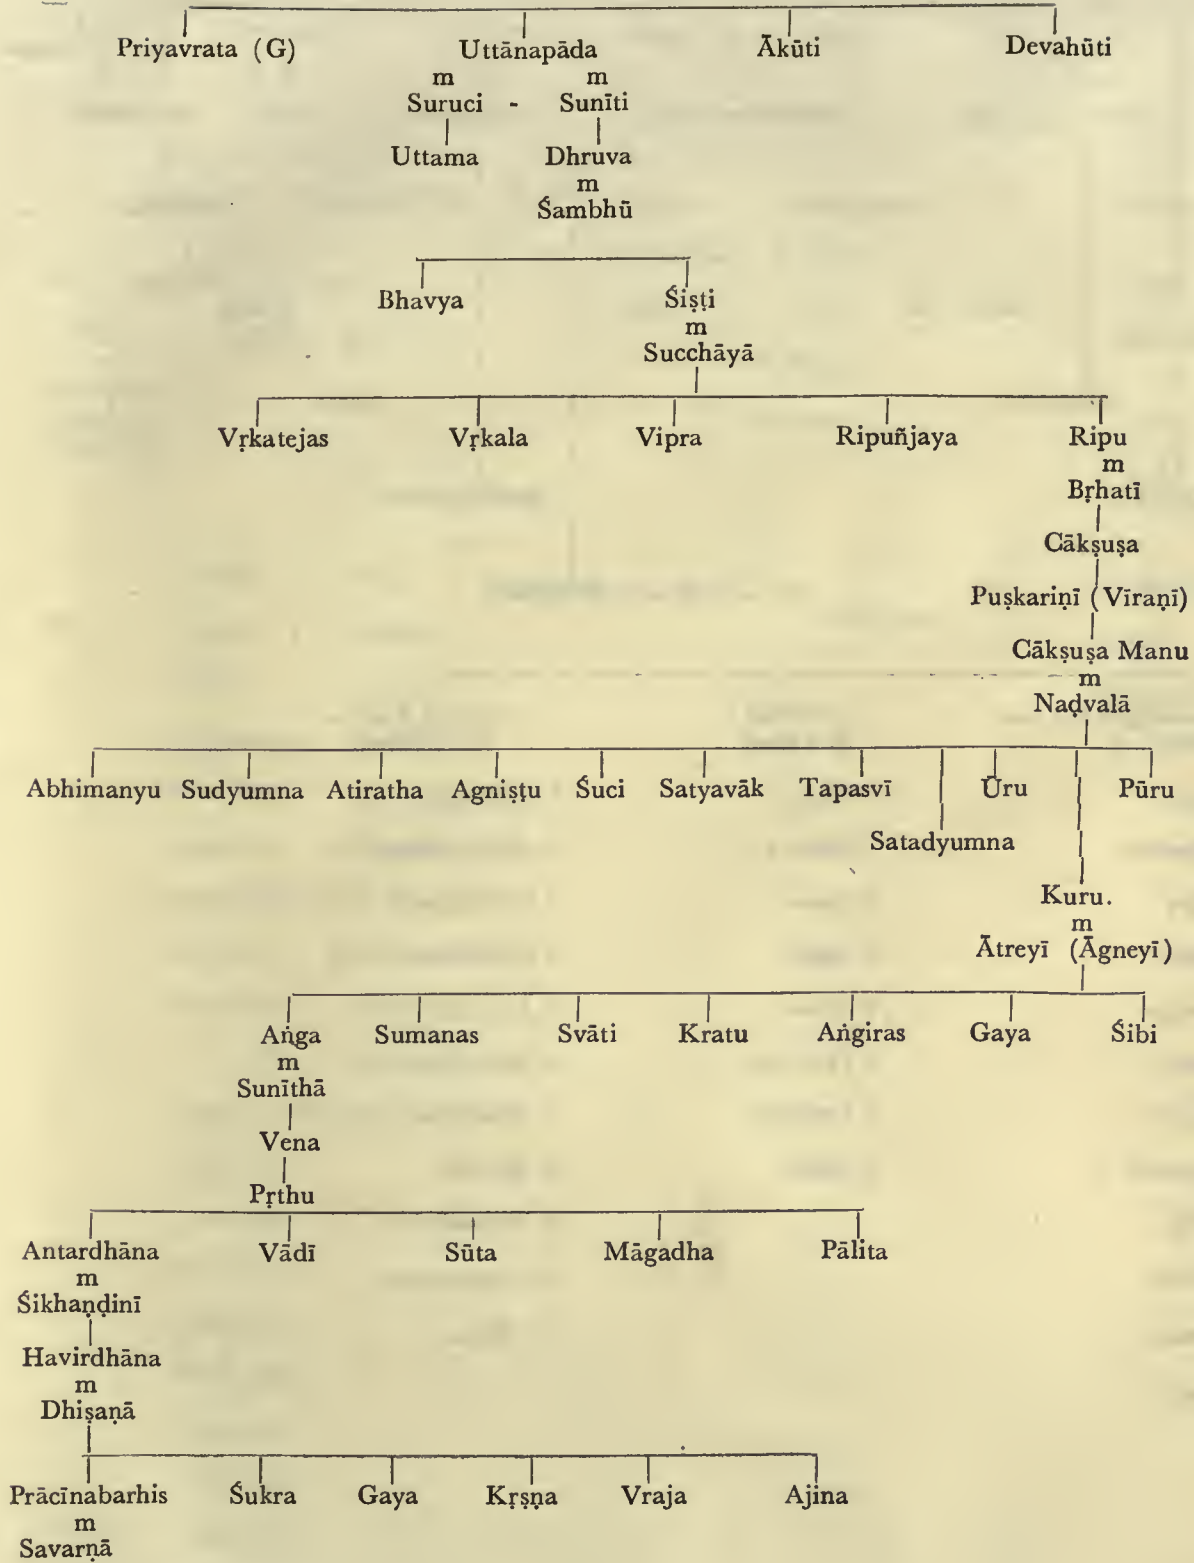 Priyavrata (G) Uttānapāda Ākūti Devahūti
m m
Suruci - Sunīti
Uttama Dhruva
m
Śambhū
Bhavya Śiṣṭi
m
Succhāyā
Vṛkatejas Vṛkala Vipra Ripuñjaya Ripu
m
Bṛhatī
Cākṣuṣa
Puṣkariṇī (Vīraṇī)
Cākṣuṣa Manu
m
Naḍvalā
Abhimanyu Sudyumna Atiratha Agniṣṭu Śuci Satyavāk Tapasvī Ūru Pūru
Satadyumna
Kuru.
m
Ātreyī (Āgneyī)
Aṅga Sumanas Svāti Kratu Aṅgiras Gaya Śibi
m
Sunīthā
Vena
Pṛthu
Antardhāna Vādī Sūta Māgadha Pālita
m
Śikhaṇḍinī
Havirdhāna
m
Dhiṣaṇā
Prācīnabarhis Śukra Gaya Kṛṣṇa Vraja Ajina
m
Savarṇā